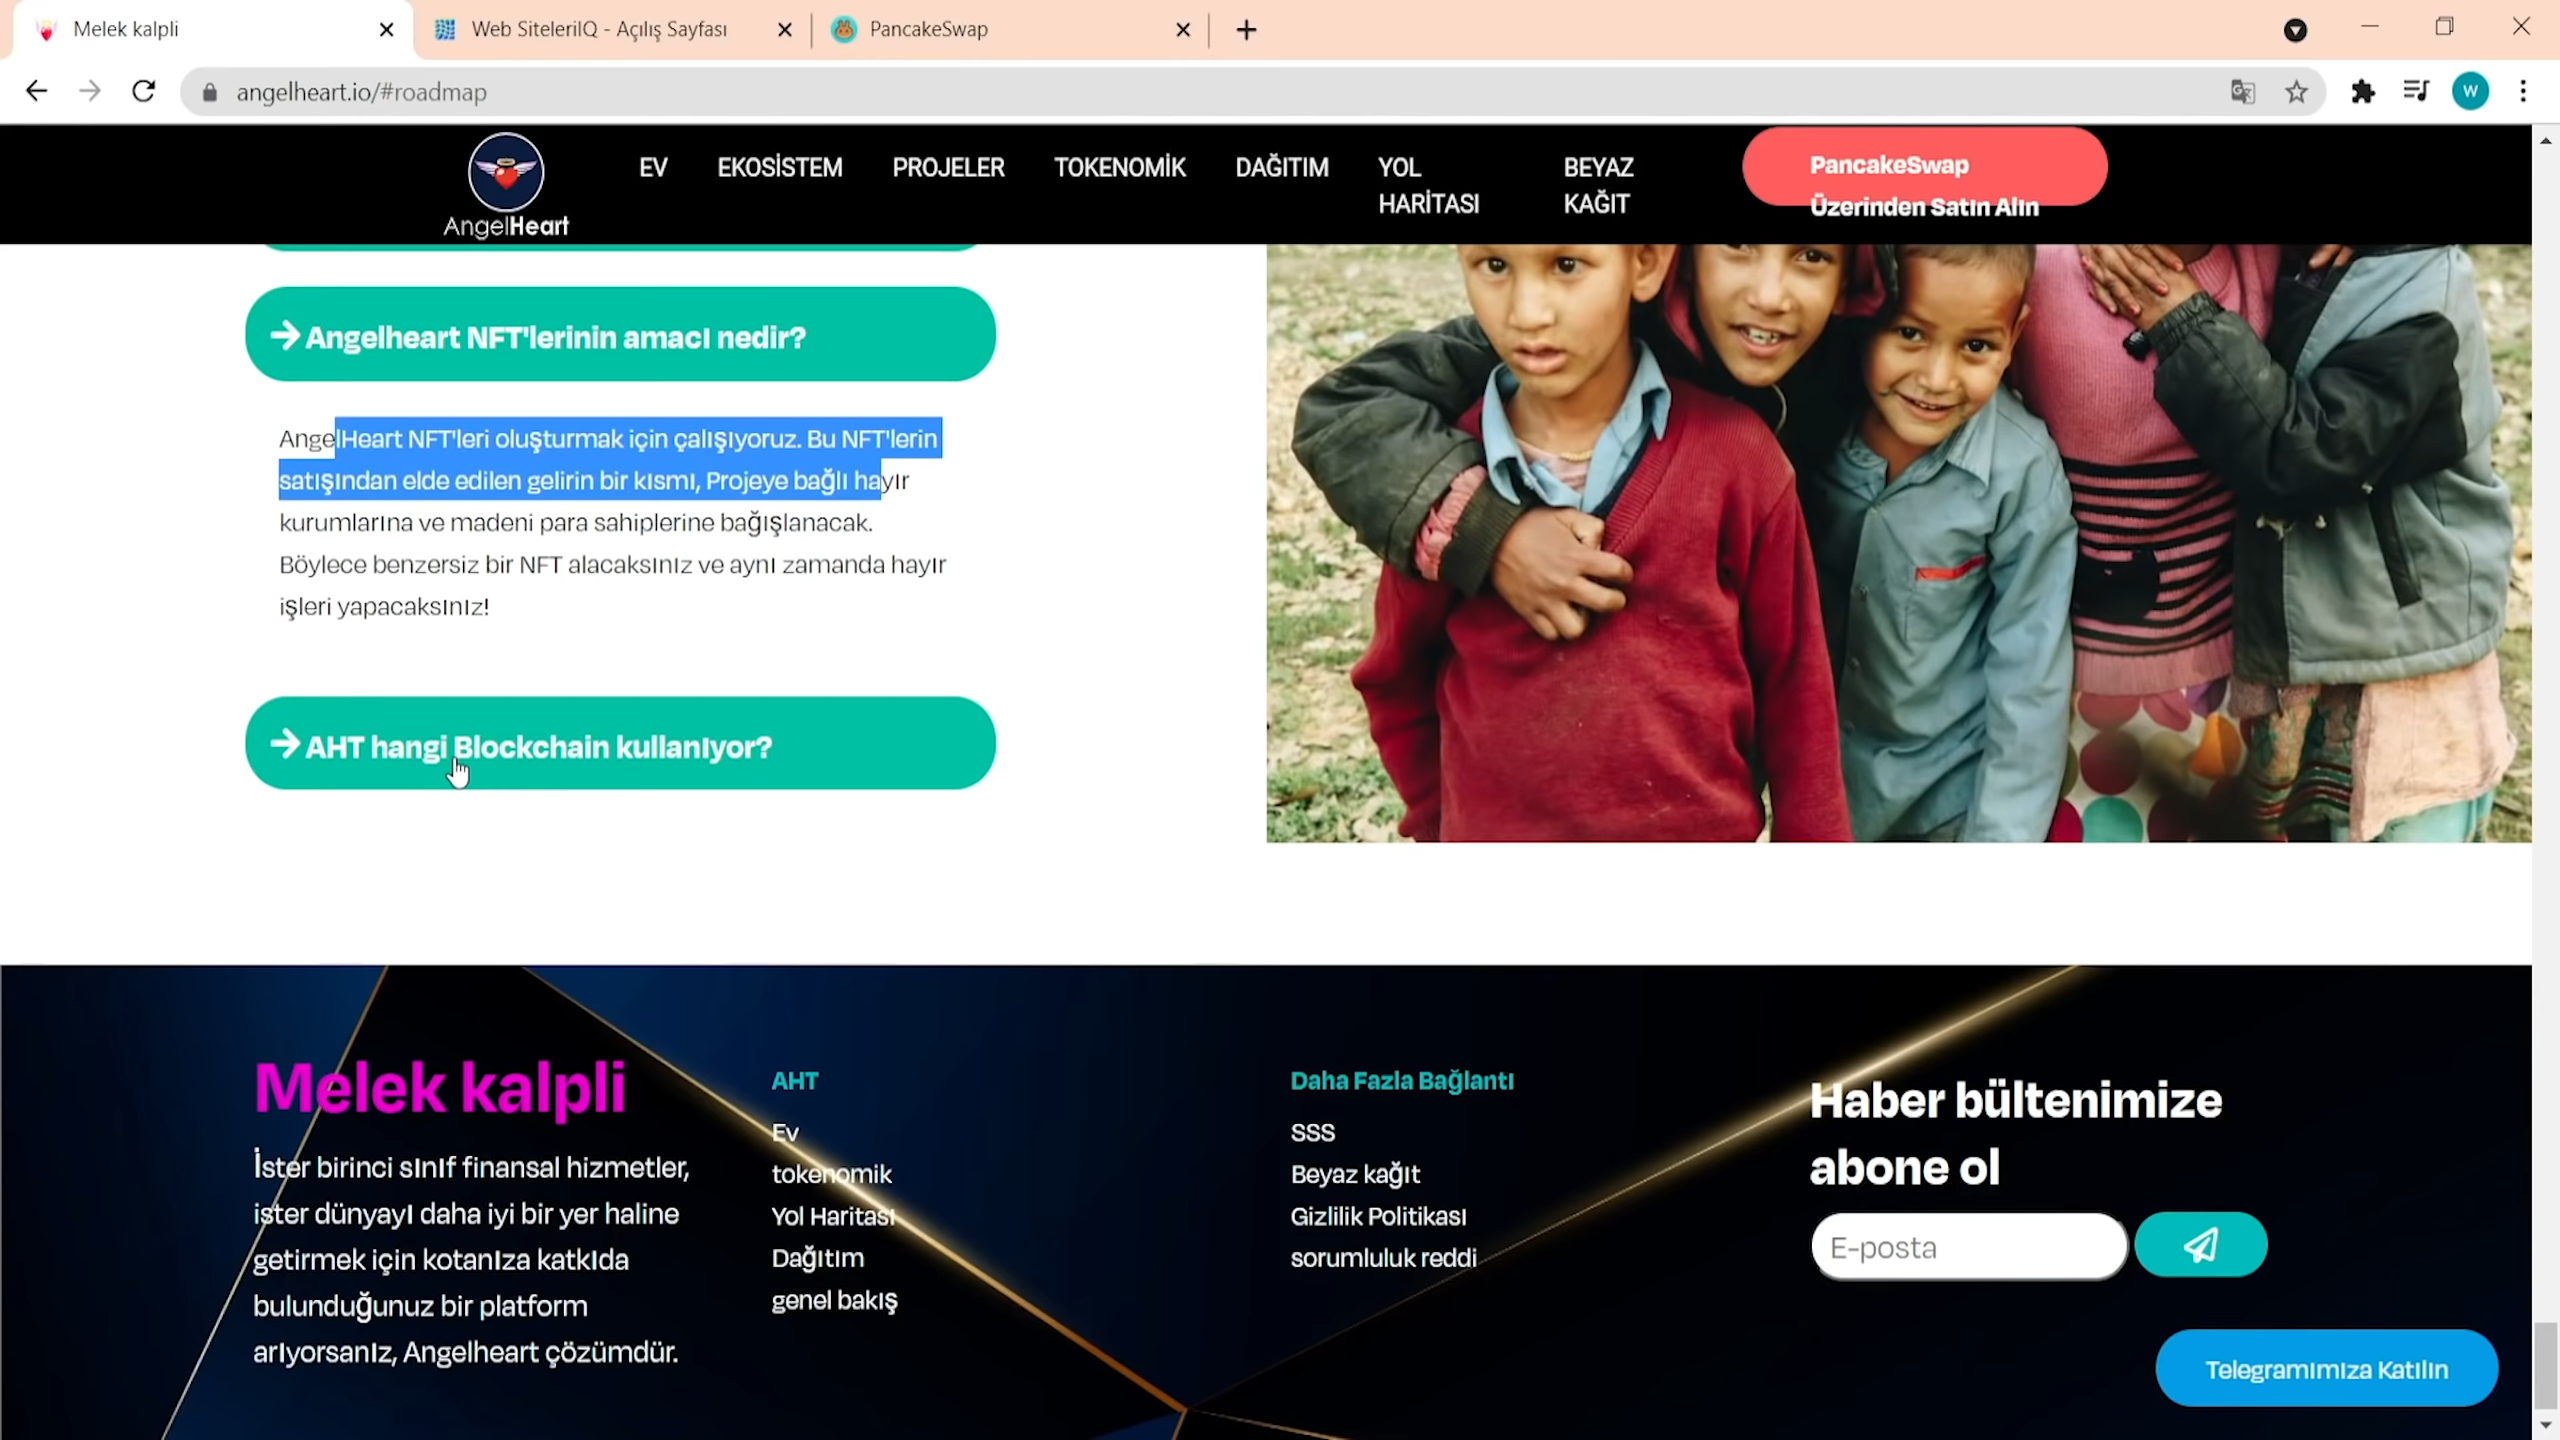 Melek kalpli
Web SiteleriIQ - Açılış Sayfası
PancakeSwap
angelheart.io/#roadmap
W
AngelHeart
EV
EKOSİSTEM
PROJELER
TOKENOMİK
DAĞITIM
YOL
HARİTASI
BEYAZ
KAĞIT
PancakeSwap
Üzerinden Satın Alın
Angelheart NFT'lerinin amacı nedir?
AngelHeart NFT'leri oluşturmak için çalışıyoruz. Bu NFT'lerin
satışından elde edilen gelirin bir kısmı, Projeye bağlı hayır
kurumlarına ve madeni para sahiplerine bağışlanacak.
Böylece benzersiz bir NFT alacaksınız ve aynı zamanda hayır
işleri yapacaksınız!
AHT hangi Blockchain kullanıyor?
Melek kalpli
İster birinci sınıf finansal hizmetler,
ister dünyayı daha iyi bir yer haline
getirmek için kotanıza katkıda
bulunduğunuz bir platform
arıyorsanız, Angelheart çözümdür.
AHT
Ev
tokenomik
Yol Haritası
Dağıtım
genel bakış
Daha Fazla Bağlantı
SSS
Beyaz kağıt
Gizlilik Politikası
sorumluluk reddi
Haber bültenimize
abone ol
E-posta
Telegramımıza Katılın